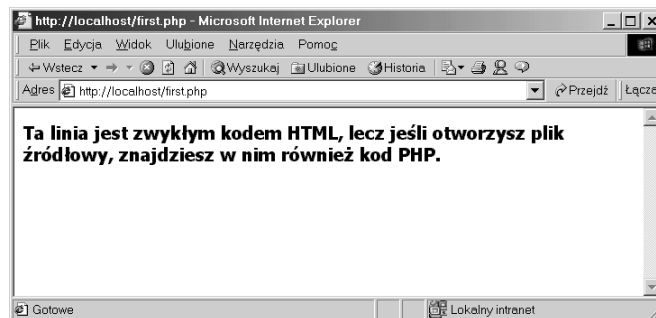 http://localhost/first.php - Microsoft Internet Explorer
Plik Edycja Widok Ulubione Narzędzia Pomoc
Wstecz Wyszukaj Ulubione Historia
Adres http://localhost/first.php Przejdź Łącze
Ta linia jest zwykłym kodem HTML, lecz jeśli otworzysz plik
źródłowy, znajdziesz w nim również kod PHP.
Gotowe Lokalny intranet